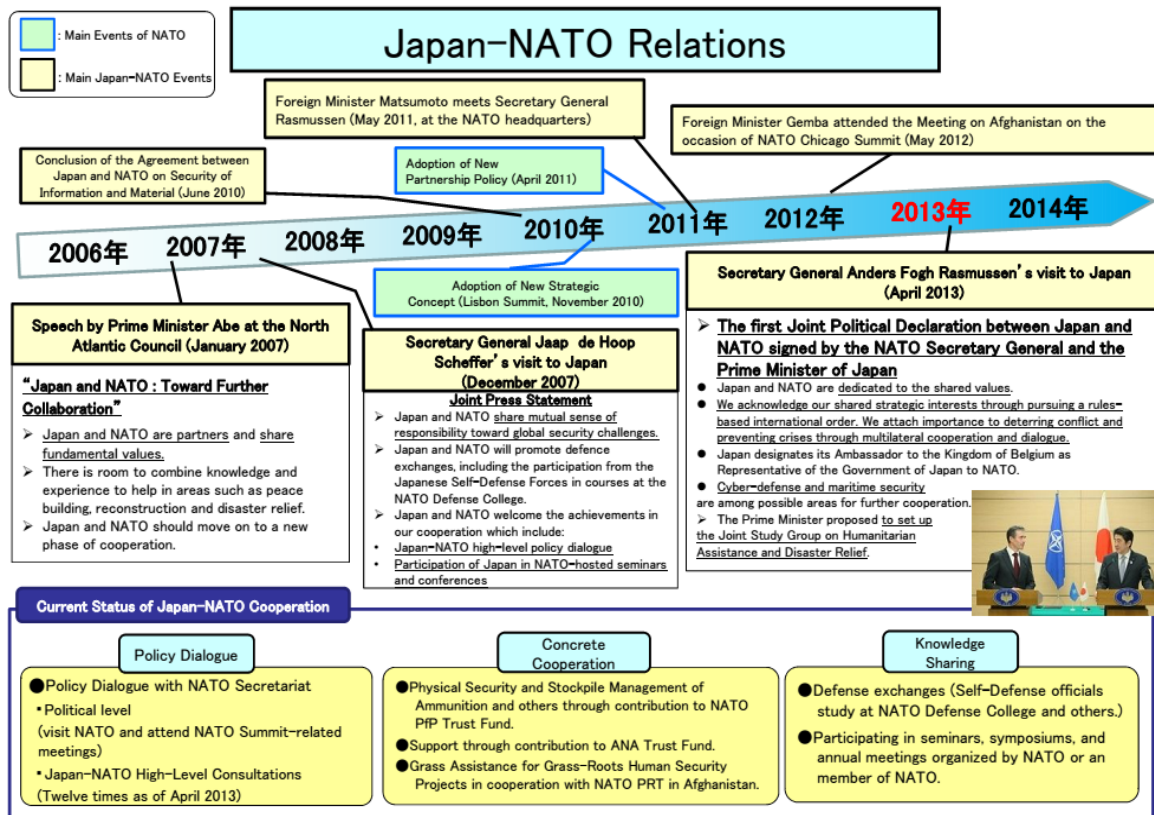 : Main Events of NATO
: Main Japan-NATO Events
Japan-NATO Relations
Foreign Minister Matsumoto meets Secretary General
Rasmussen (May 2011, at the NATO headquarters)
Foreign Minister Gemba attended the Meeting on Afghanistan on the
occasion of NATO Chicago Summit (May 2012)
Conclusion of the Agreement between
Japan and NATO on Security of
Information and Material (June 2010)
Adoption of New
Partnership Policy (April 2011)
2006年 2007年 2008年 2009年 2010年 2011年 2012年 2013年 2014年
Adoption of New Strategic
Concept (Lisbon Summit, November 2010)
Speech by Prime Minister Abe at the North
Atlantic Council (January 2007)
“Japan and NATO : Toward Further
Collaboration”
➢ Japan and NATO are partners and share
fundamental values.
➢ There is room to combine knowledge and
experience to help in areas such as peace
building, reconstruction and disaster relief.
➢ Japan and NATO should move on to a new
phase of cooperation.
Secretary General Jaap de Hoop
Scheffer’s visit to Japan
(December 2007)
Joint Press Statement
➢ Japan and NATO share mutual sense of
responsibility toward global security challenges.
➢ Japan and NATO will promote defence
exchanges, including the participation from the
Japanese Self-Defense Forces in courses at the
NATO Defense College.
➢ Japan and NATO welcome the achievements in
our cooperation which include:
• Japan-NATO high-level policy dialogue
• Participation of Japan in NATO-hosted seminars
and conferences
Secretary General Anders Fogh Rasmussen’s visit to Japan
(April 2013)
➢ The first Joint Political Declaration between Japan and
NATO signed by the NATO Secretary General and the
Prime Minister of Japan
● Japan and NATO are dedicated to the shared values.
● We acknowledge our shared strategic interests through pursuing a rules-
based international order. We attach importance to deterring conflict and
preventing crises through multilateral cooperation and dialogue.
● Japan designates its Ambassador to the Kingdom of Belgium as
Representative of the Government of Japan to NATO.
● Cyber-defense and maritime security
are among possible areas for further cooperation.
➢ The Prime Minister proposed to set up
the Joint Study Group on Humanitarian
Assistance and Disaster Relief.
Current Status of Japan-NATO Cooperation
Policy Dialogue
●Policy Dialogue with NATO Secretariat
・Political level
(visit NATO and attend NATO Summit-related
meetings)
・Japan-NATO High-Level Consultations
(Twelve times as of April 2013)
Concrete
Cooperation
●Physical Security and Stockpile Management of
Ammunition and others through contribution to NATO
PfP Trust Fund.
●Support through contribution to ANA Trust Fund.
●Grass Assistance for Grass-Roots Human Security
Projects in cooperation with NATO PRT in Afghanistan.
Knowledge
Sharing
●Defense exchanges (Self-Defense officials
study at NATO Defense College and others.)
●Participating in seminars, symposiums, and
annual meetings organized by NATO or an
member of NATO.